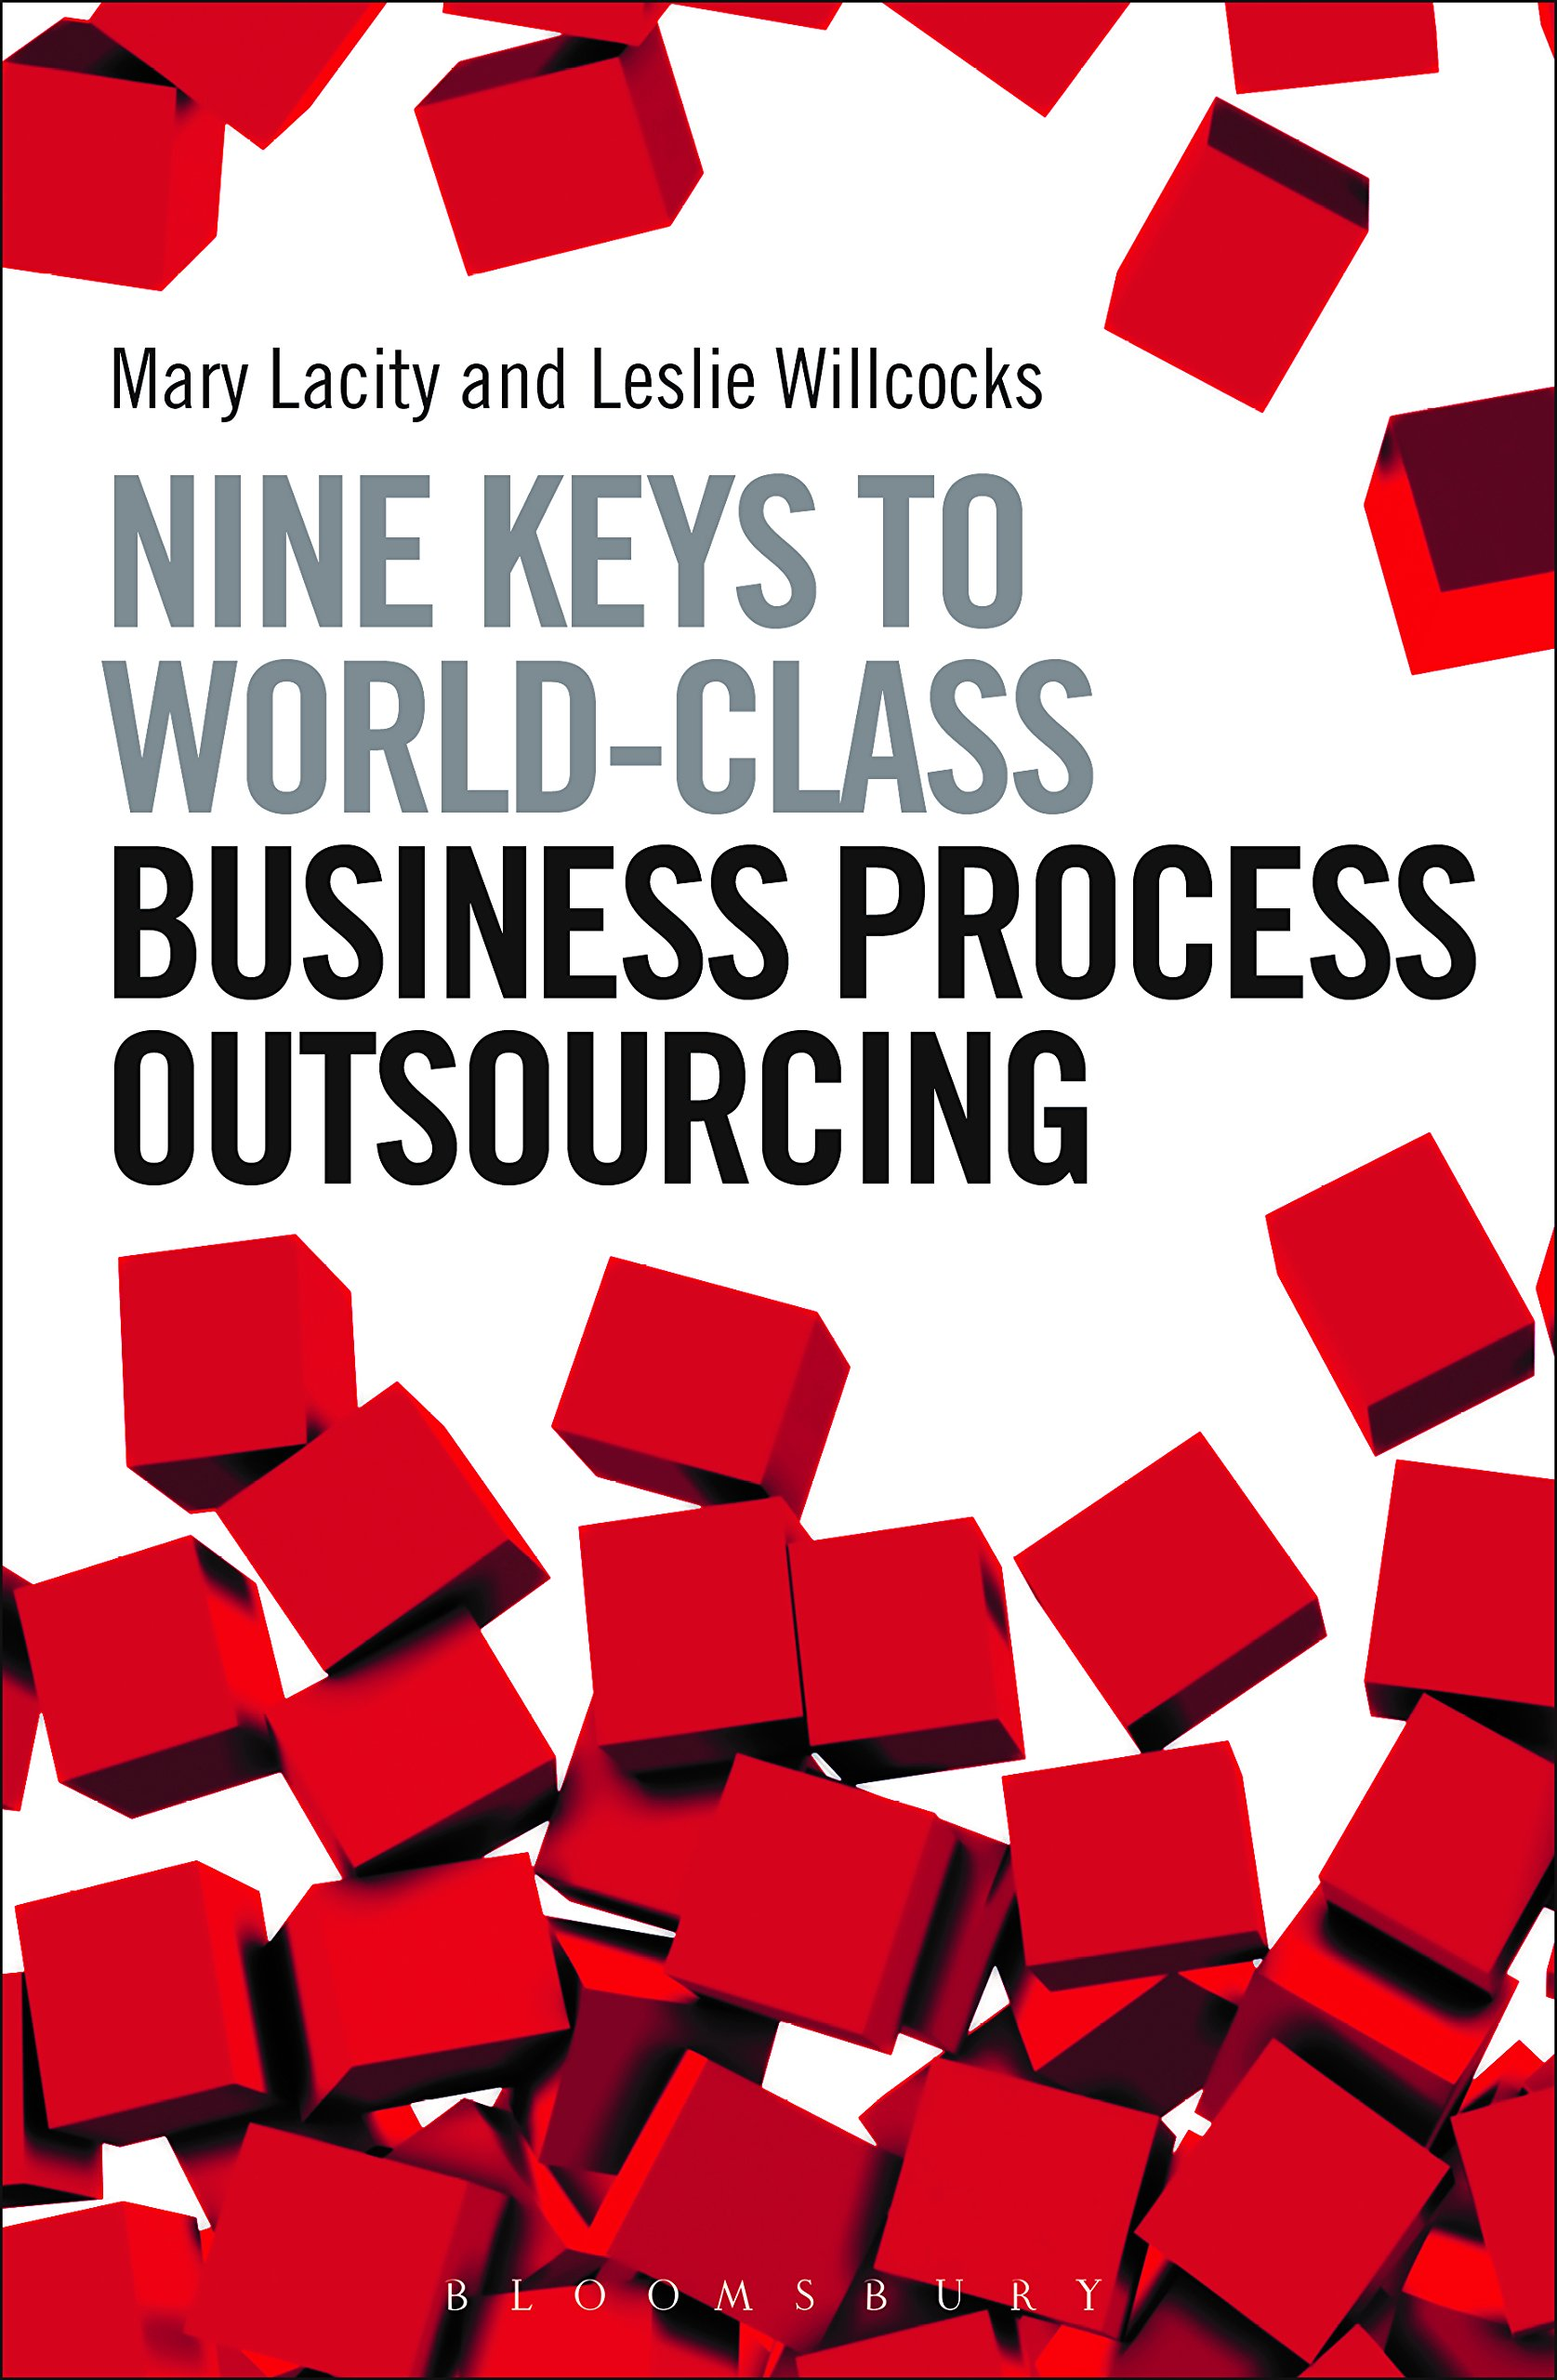 Mary Lacity and Leslie Willcocks
NINE KEYS TO
WORLD-CLASS
BUSINESS PROCESS
OUTSOURCING
BLOOMSBURY